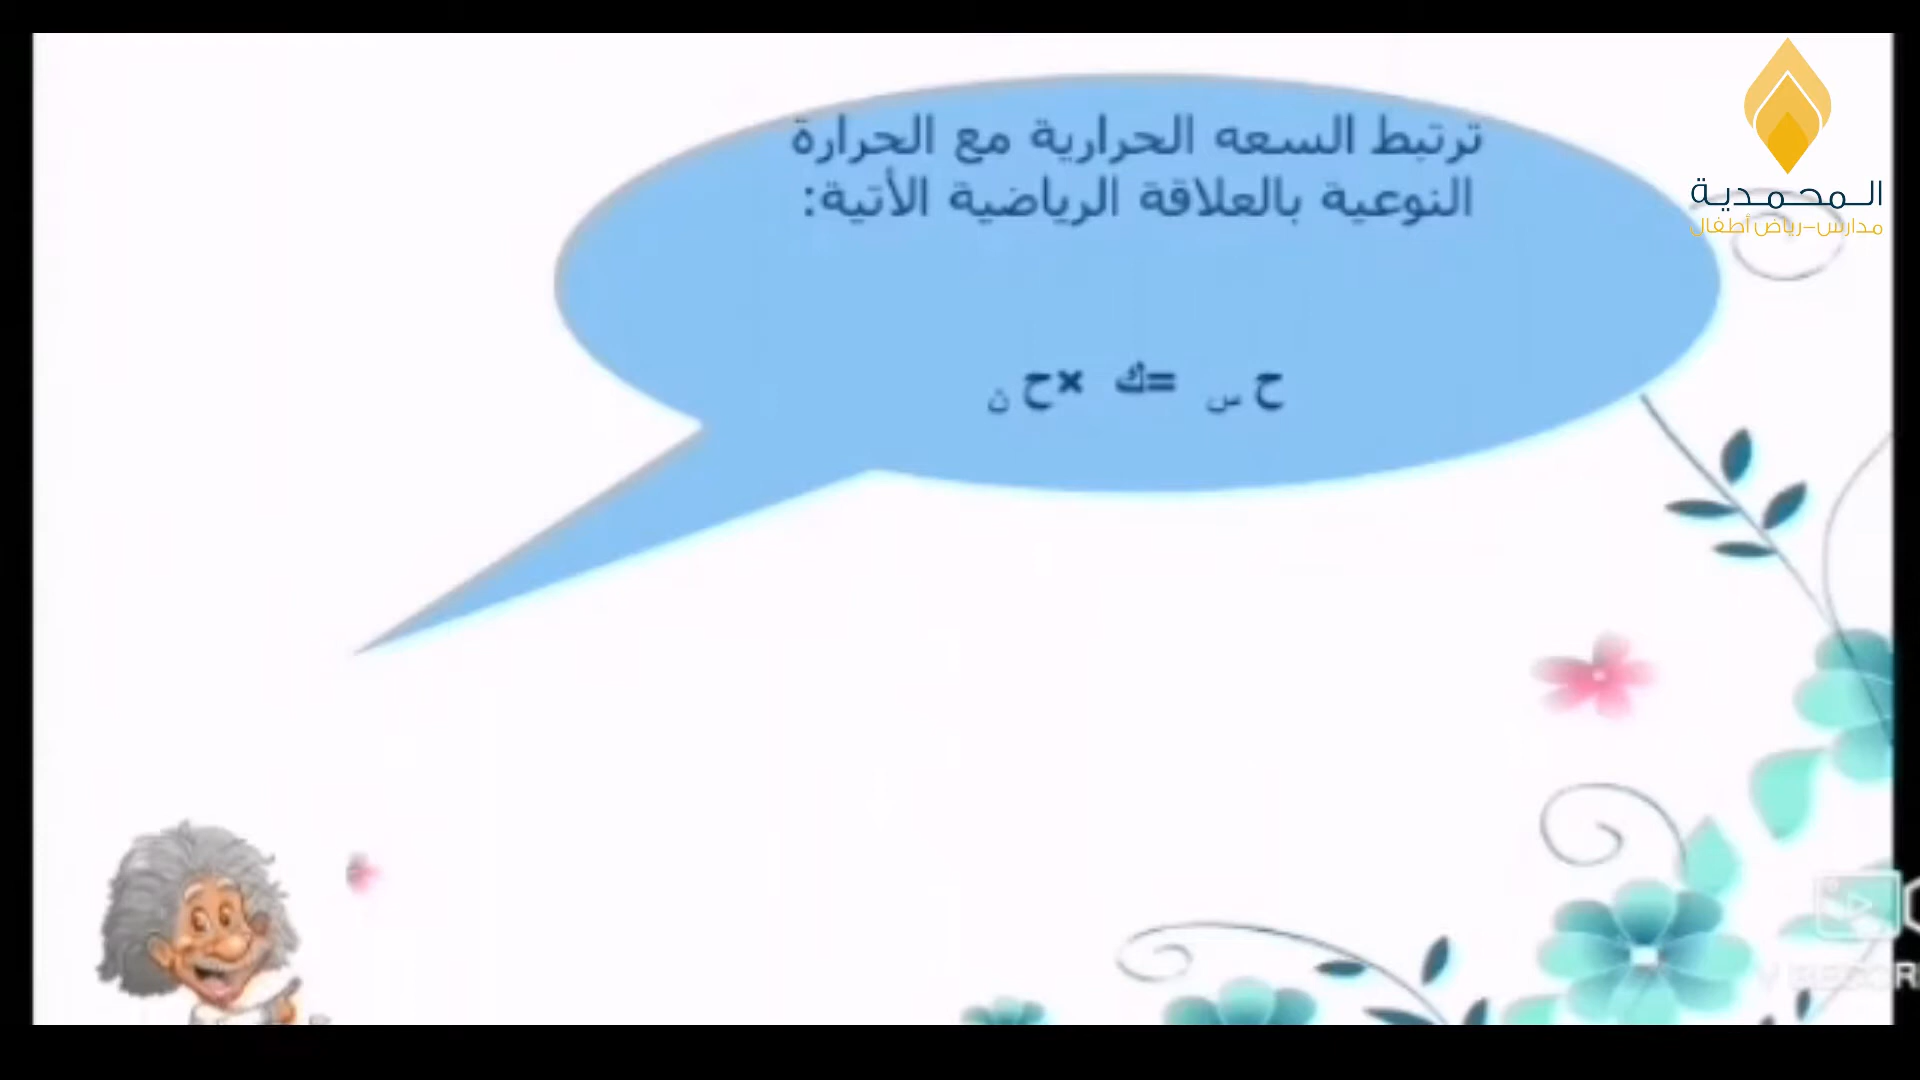 ترتبط السعه الحرارية مع الحرارة
النوعية بالعلاقة الرياضية الأتية:
ح س =ك ×ح ن
المحمدية
مدارس-رياض أطفال